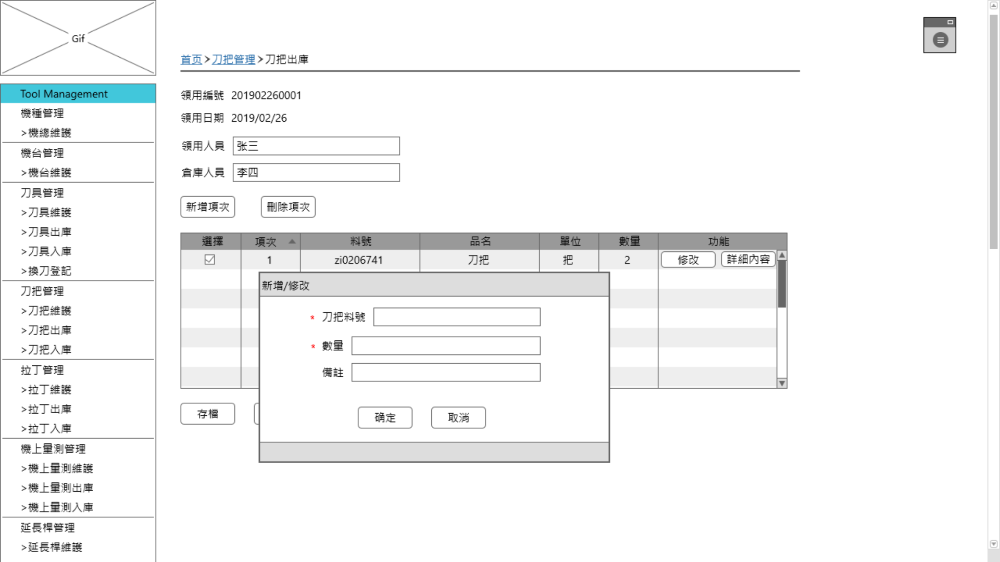 Gif
Tool Management
機種管理
>機總維護
機台管理
>機台維護
刀具管理
>刀具維護
>刀具出庫
>刀具入庫
>換刀登記
刀把管理
>刀把維護
>刀把出庫
>刀把入庫
拉丁管理
>拉丁維護
>拉丁出庫
>拉丁入庫
機上量測管理
>機上量測維護
>機上量測出庫
>機上量測入庫
延長桿管理
>延長桿維護
首页>刀把管理>刀把出庫
領用編號 201902260001
領用日期 2019/02/26
領用人員 张三
倉庫人員 李四
新增項次 刪除項次
選擇 項次 料號 品名 單位 數量 功能
1 zi0206741 刀把 把 2 修改 詳細內容
新增/修改
* 刀把料號
* 數量
備註
确定 取消
存檔